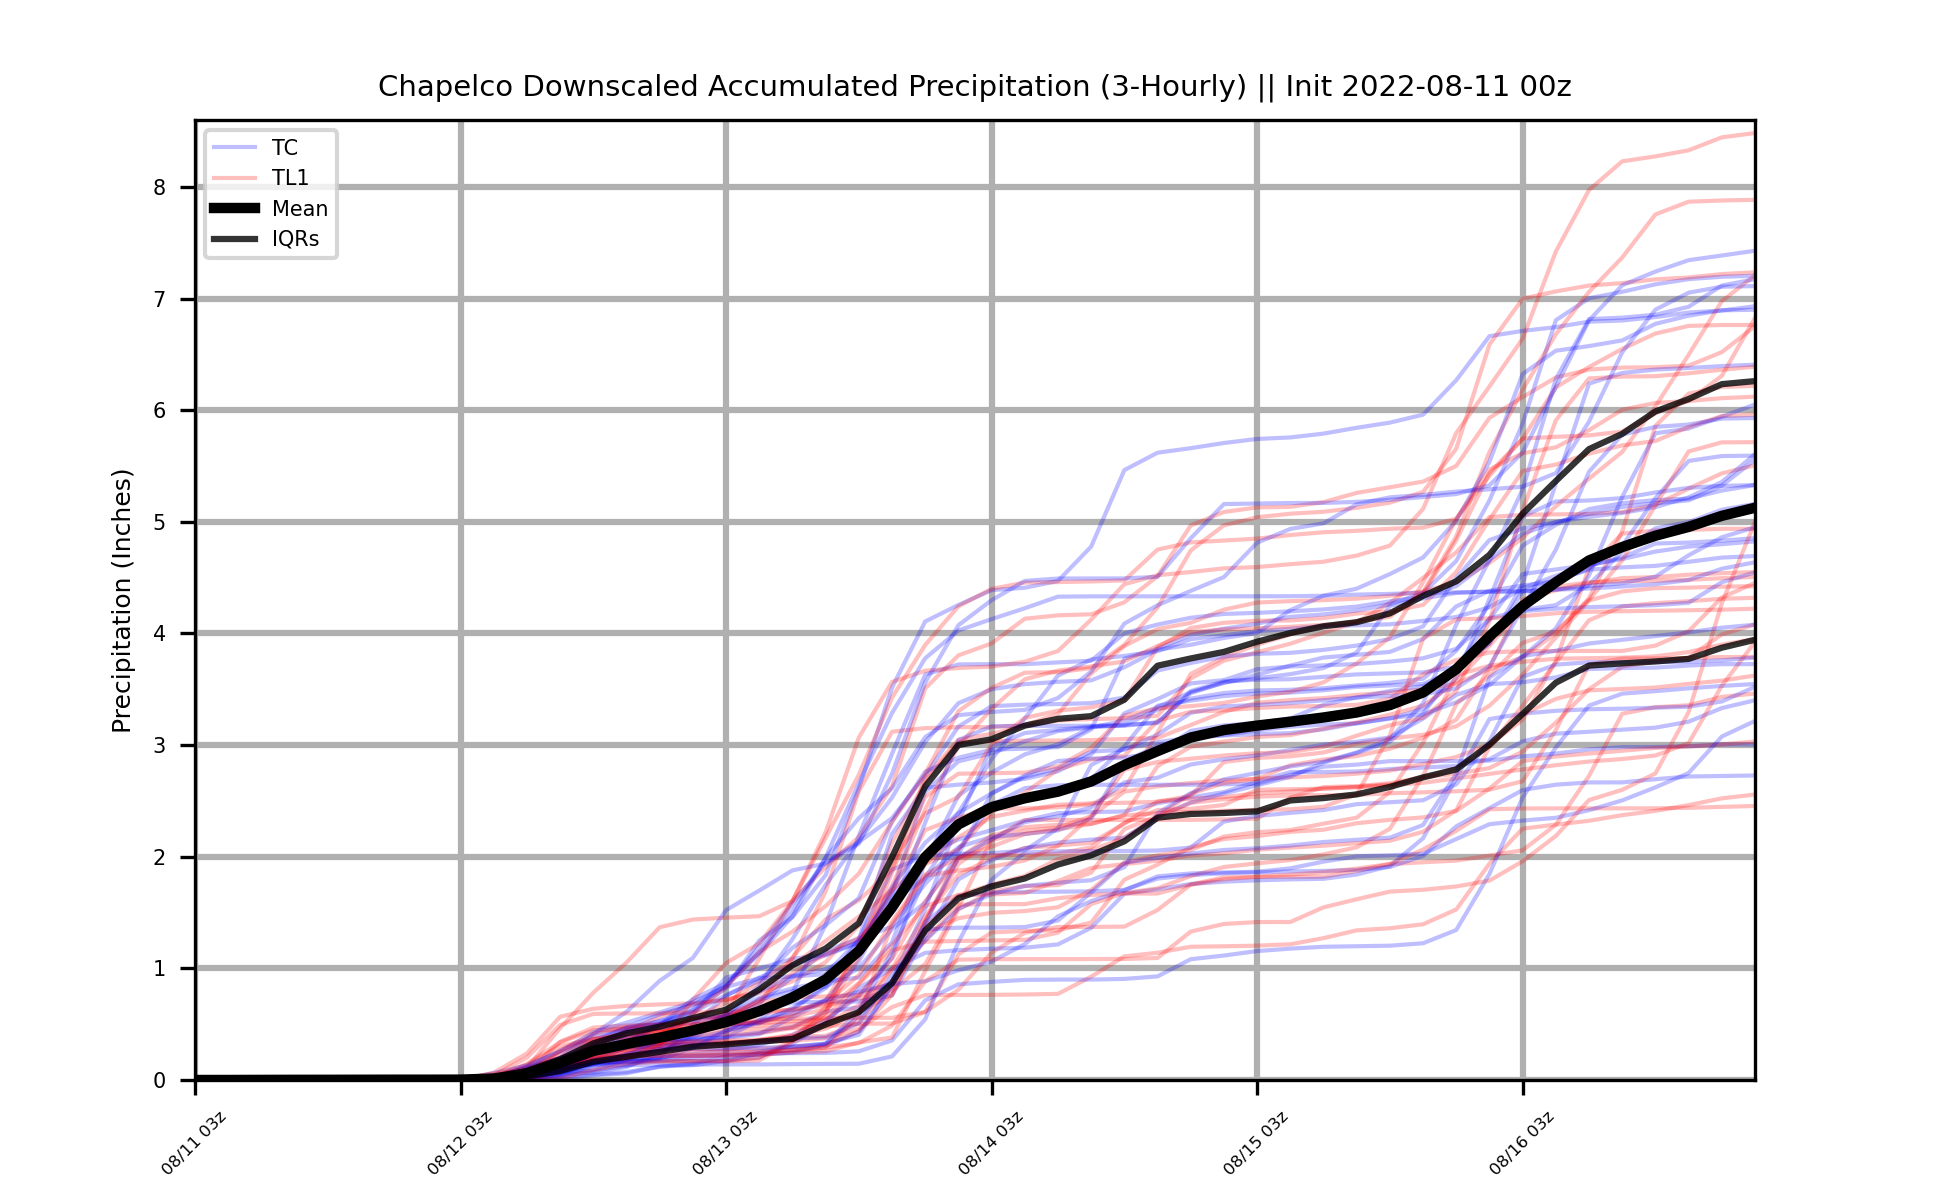 Chapelco Downscaled Accumulated Precipitation (3-Hourly) || Init 2022-08-11 00z
TC
TL1
Mean
IQRs
Precipitation (Inches)
8
7
6
5
4
3
2
1
0
08/11 03z
08/12 03z
08/13 03z
08/14 03z
08/15 03z
08/16 03z